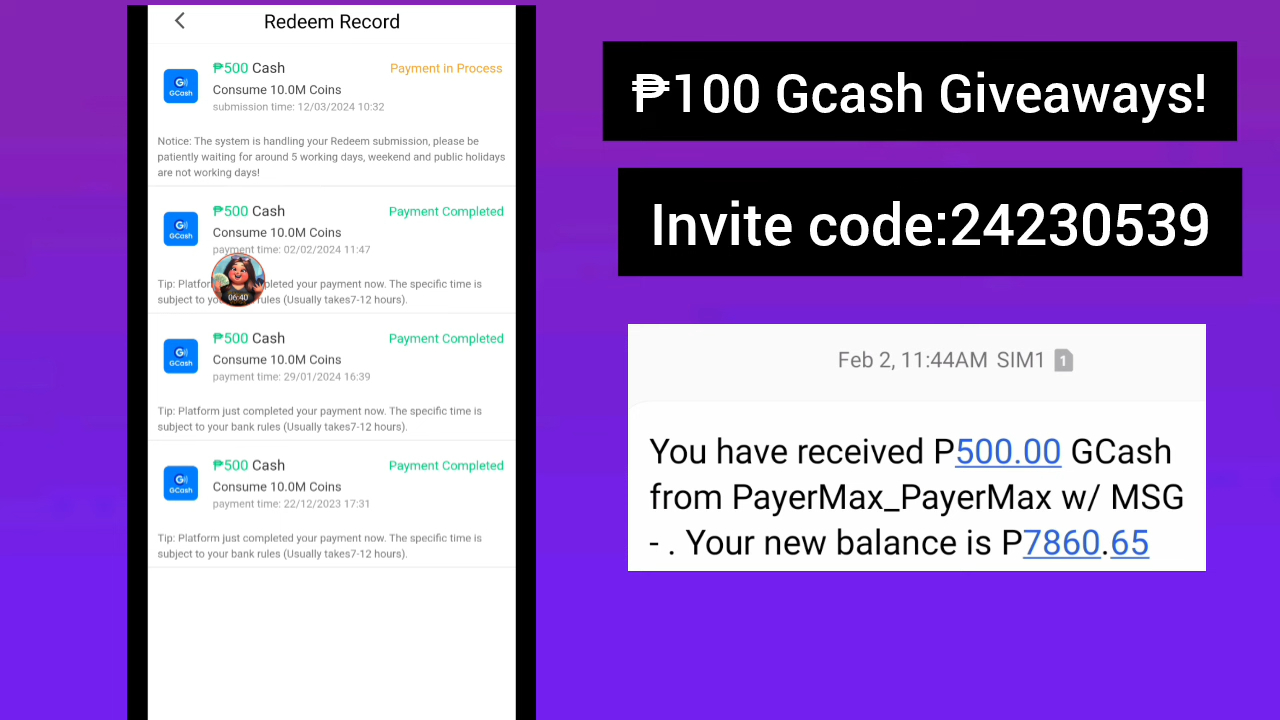 Redeem Record
₱500 Cash
Payment in Process
GCash
Consume 10.0M Coins
submission time: 12/03/2024 10:32
Notice: The system is handling your Redeem submission, please be
patiently waiting for around 5 working days, weekend and public holidays
are not working days!
₱500 Cash
Payment Completed
GCash
Consume 10.0M Coins
payment time: 02/02/2024 11:47
Tip: payment now. The specific time is
subject to rules (Usually takes7-12 hours).
06:40
₱500 Cash
Payment Completed
GCash
Consume 10.0M Coins
payment time: 29/01/2024 16:39
Tip: Platform just completed your payment now. The specific time is
subject to your bank rules (Usually takes7-12 hours).
₱500 Cash
Payment Completed
GCash
Consume 10.0M Coins
payment time: 22/12/2023 17:31
Tip: Platform just completed your payment now. The specific time is
subject to your bank rules (Usually takes7-12 hours).
₱100 Gcash Giveaways!
Invite code:24230539
Feb 2, 11:44AM SIM1 1
You have received P500.00 GCash
from PayerMax_PayerMax w/ MSG
- . Your new balance is P7860.65